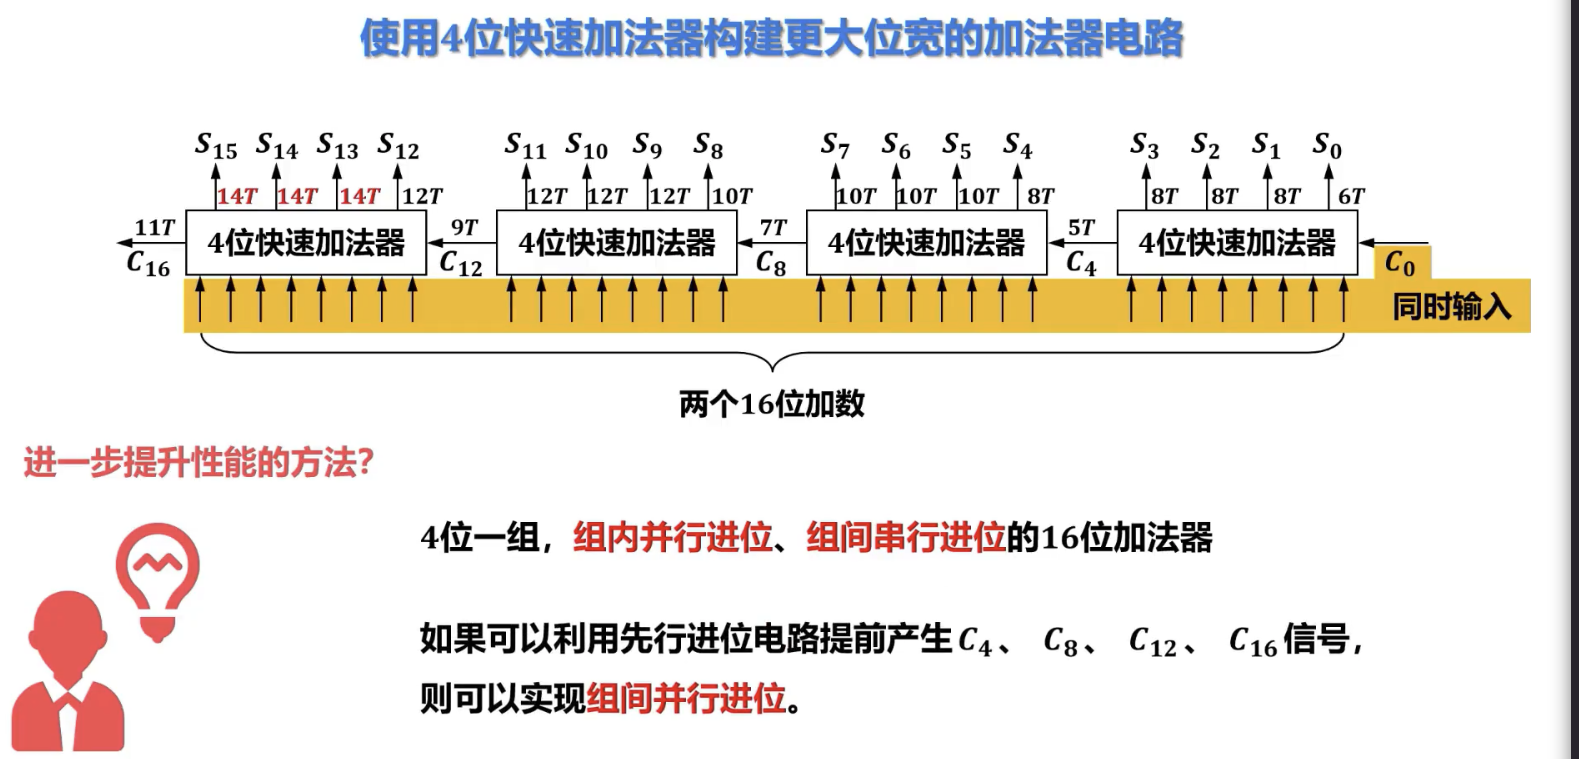 使用4位快速加法器构建更大位宽的加法器电路
S15 S14 S13 S12 S11 S10 S9 S8 S7 S6 S5 S4 S3 S2 S1 S0
14T 14T 14T 12T 12T 12T 12T 10T 10T 10T 10T 8T 8T 8T 8T 6T
11T 4位快速加法器 9T 4位快速加法器 7T 4位快速加法器 5T 4位快速加法器
C16 C12 C8 C4 C0
同时输入
两个16位加数
进一步提升性能的方法?
4位一组，组内并行进位、组间串行进位的16位加法器
如果可以利用先行进位电路提前产生C4、 C8、 C12、 C16信号，
则可以实现组间并行进位。